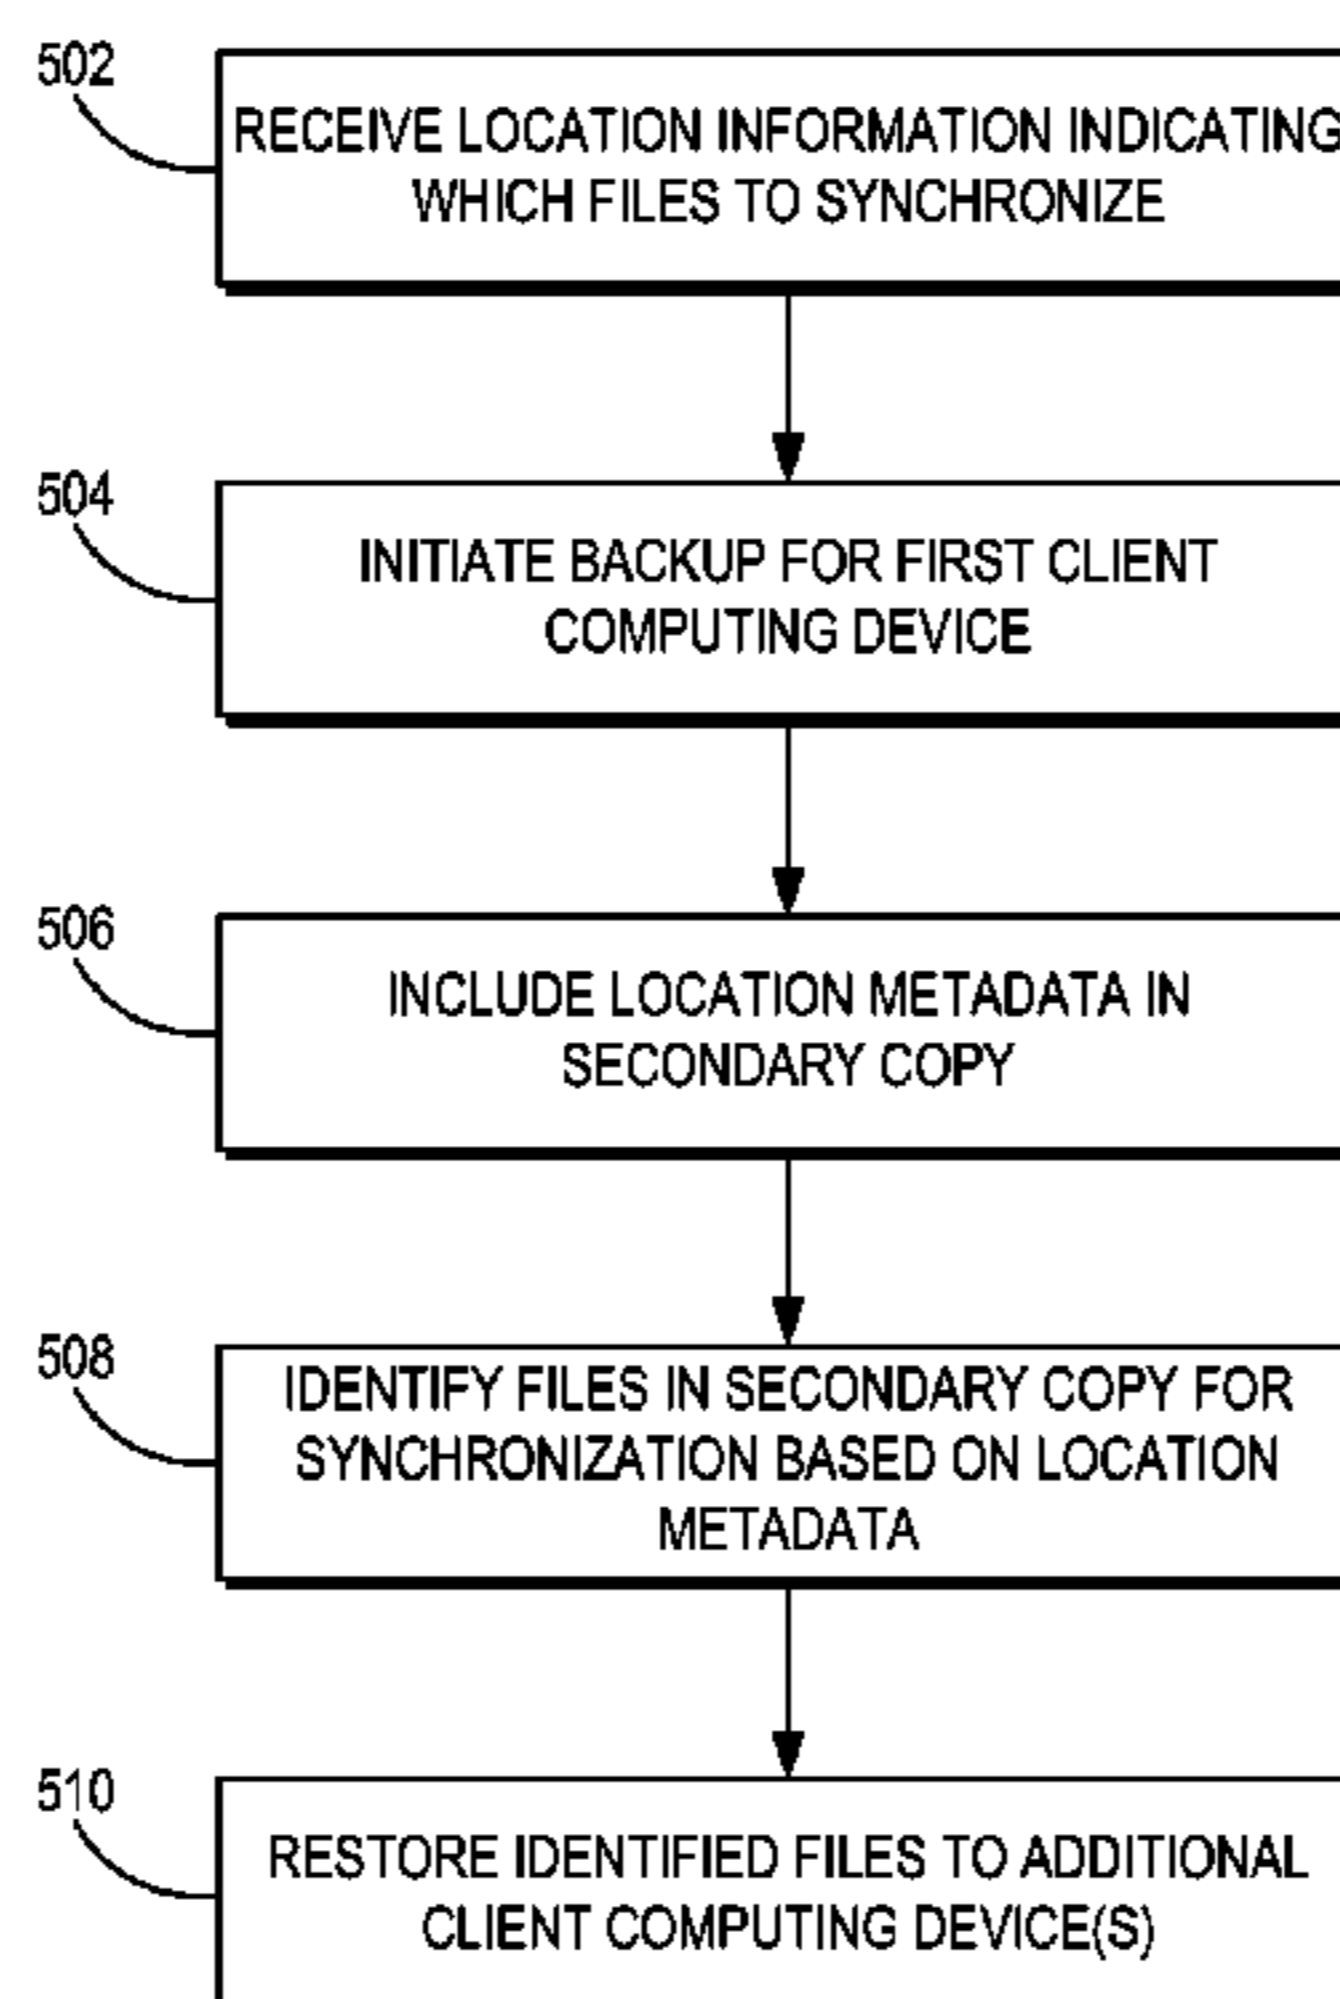 502
RECEIVE LOCATION INFORMATION INDICATING
WHICH FILES TO SYNCHRONIZE
504
INITIATE BACKUP FOR FIRST CLIENT
COMPUTING DEVICE
506
INCLUDE LOCATION METADATA IN
SECONDARY COPY
508
IDENTIFY FILES IN SECONDARY COPY FOR
SYNCHRONIZATION BASED ON LOCATION
METADATA
510
RESTORE IDENTIFIED FILES TO ADDITIONAL
CLIENT COMPUTING DEVICE(S)